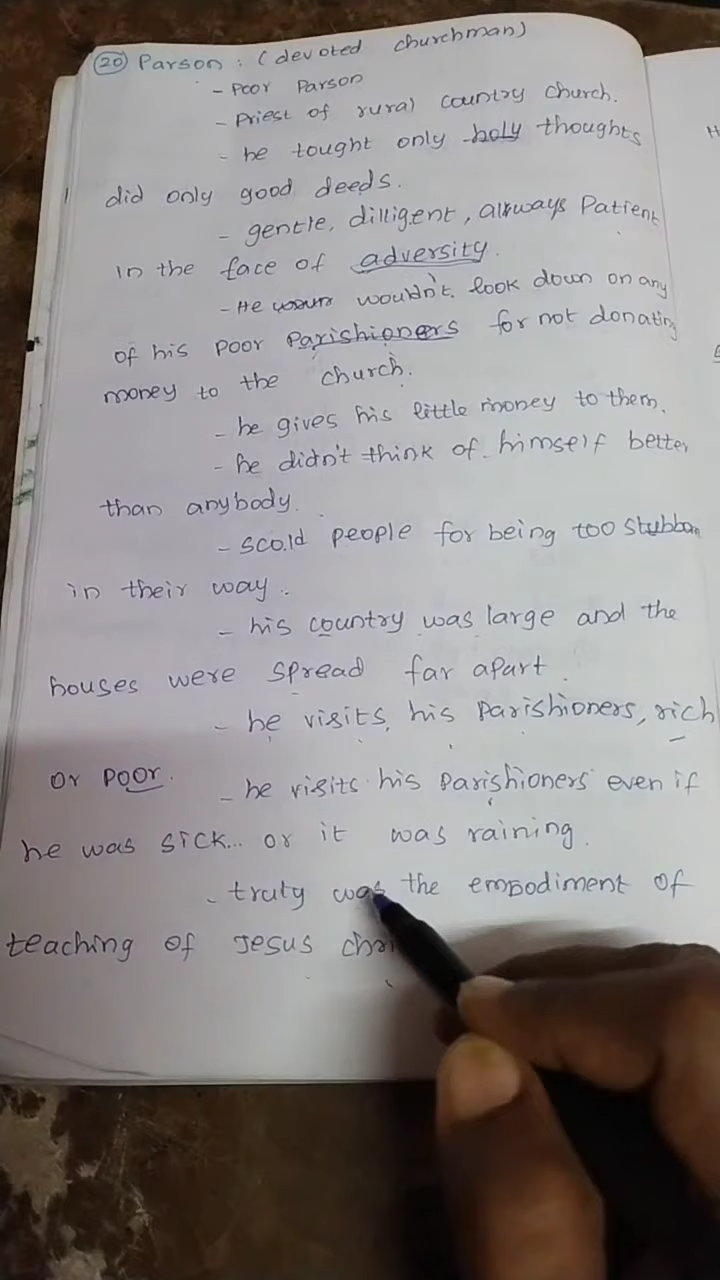 (20) Parson : (devoted churchman)
- Poor Parson
- Priest of rural country church.
- he tought only holy thoughts
did only good deeds.
- gentle, dilligent, always Patient
in the face of adversity.
- He wouldn't look down on any
of his poor Parishioners for not donating
money to the church.
- he gives his little money to them.
- he didn't think of himself better
than anybody.
- scold people for being too stubborn
in their way.
- his country was large and the
houses were spread far apart.
- he visits his Parishioners, rich
or poor.
- he visits his Parishioners even if
he was sick... or it was raining.
- truly was the embodiment of
teaching of Jesus